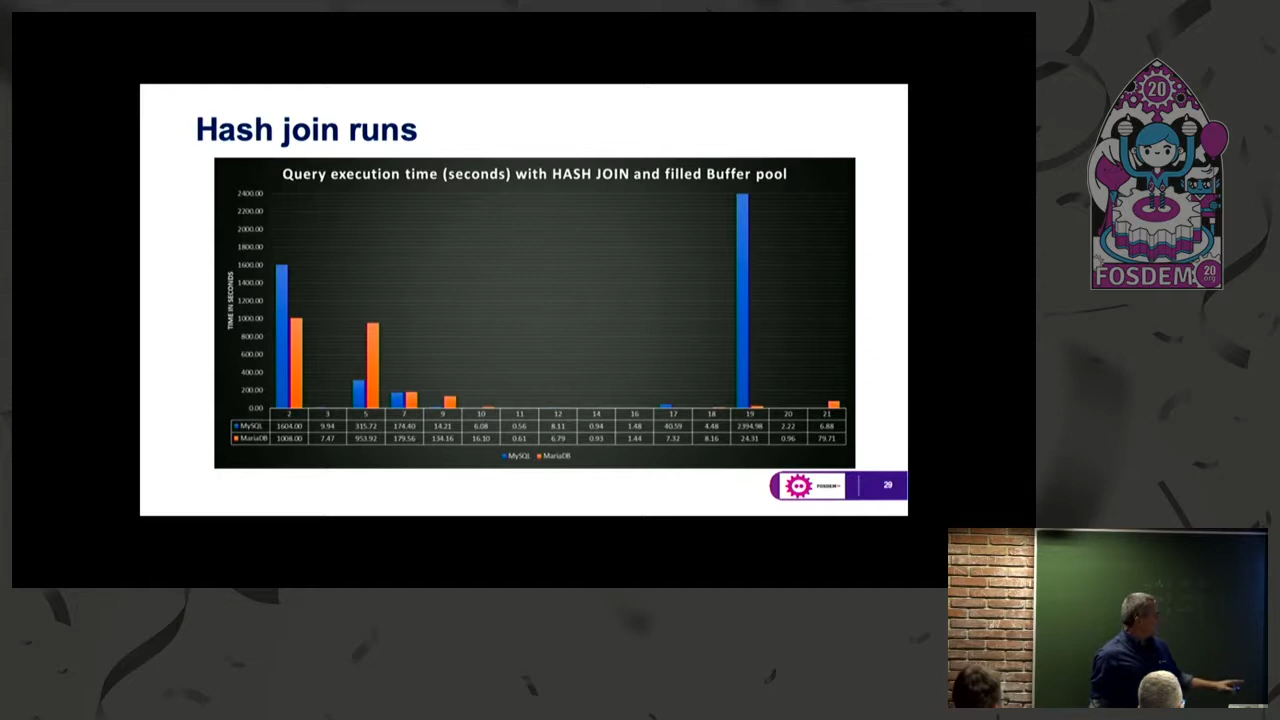 Hash join runs
Query execution time (seconds) with HASH JOIN and filled Buffer pool
TIME IN SECONDS
2400.00
2200.00
2000.00
1800.00
1600.00
1400.00
1200.00
1000.00
800.00
600.00
400.00
200.00
0.00
2 3 5 7 9 10 11 12 14 16 17 18 19 20 21
MySQL 1604.00 9.94 315.72 174.40 14.21 6.08 0.56 8.11 0.94 1.48 40.59 4.48 2394.98 2.22 6.88
MariaDB 1008.00 7.47 953.92 179.56 134.16 16.10 0.61 6.79 0.93 1.44 7.32 8.16 24.31 0.96 79.71
MySQL MariaDB
FOSDEM
29
20
FOSDEM 20
.org